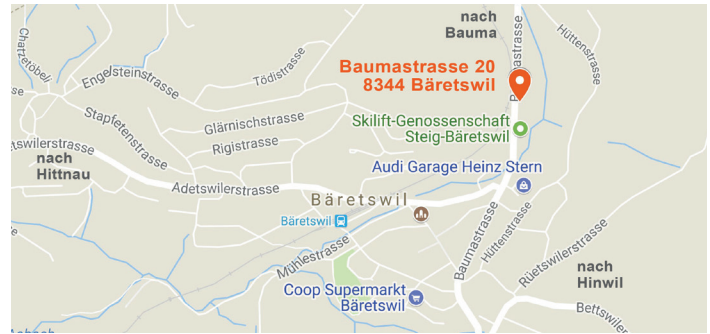 nach
Bauma
Chatzetöbeli
Hüttenstrasse
Baumastrasse 20
8344 Bäretswil
Engelsteinstrasse
Tödistrasse
Stapfetenstrasse
Glärnischstrasse
Skilift-Genossenschaft
Steig-Bäretswil
Rigistrasse
nach
Hittnau
Audi Garage Heinz Stern
Adetswilerstrasse
Bäretswil
Bäretswil
Mühlestrasse
Baumastrasse
Hüttenstrasse
Rüetswilerstrasse
nach
Hinwil
Coop Supermarkt
Bäretswil